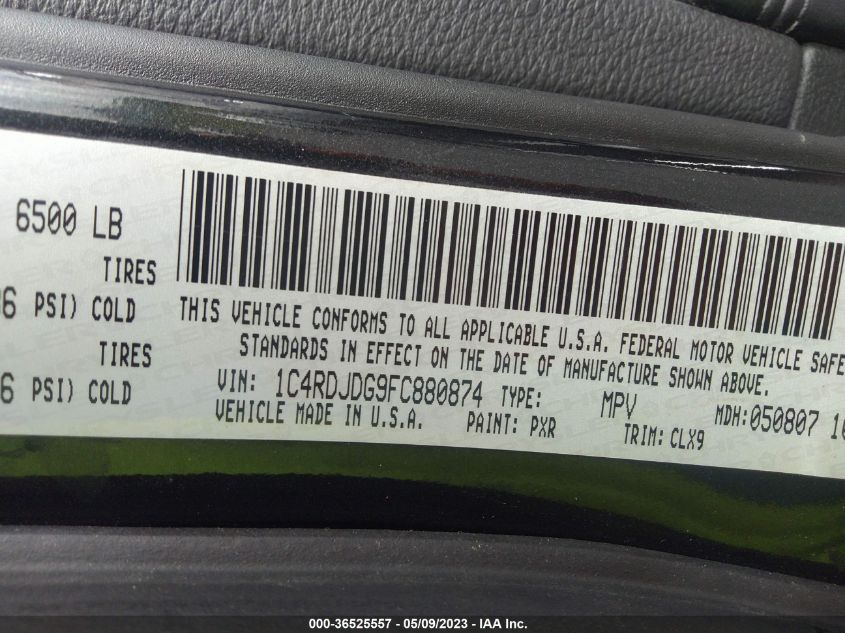 6500 LB
TIRES
PSI) COLD
TIRES
PSI) COLD
THIS VEHICLE CONFORMS TO ALL APPLICABLE U.S.A. FEDERAL MOTOR VEHICLE SAFE
STANDARDS IN EFFECT ON THE DATE OF MANUFACTURE SHOWN ABOVE.
VIN: 1C4RDJDG9FC880874 TYPE: MPV MDH:050807
VEHICLE MADE IN U.S.A. PAINT: PXR TRIM: CLX9
000-36525557 - 05/09/2023 - IAA Inc.